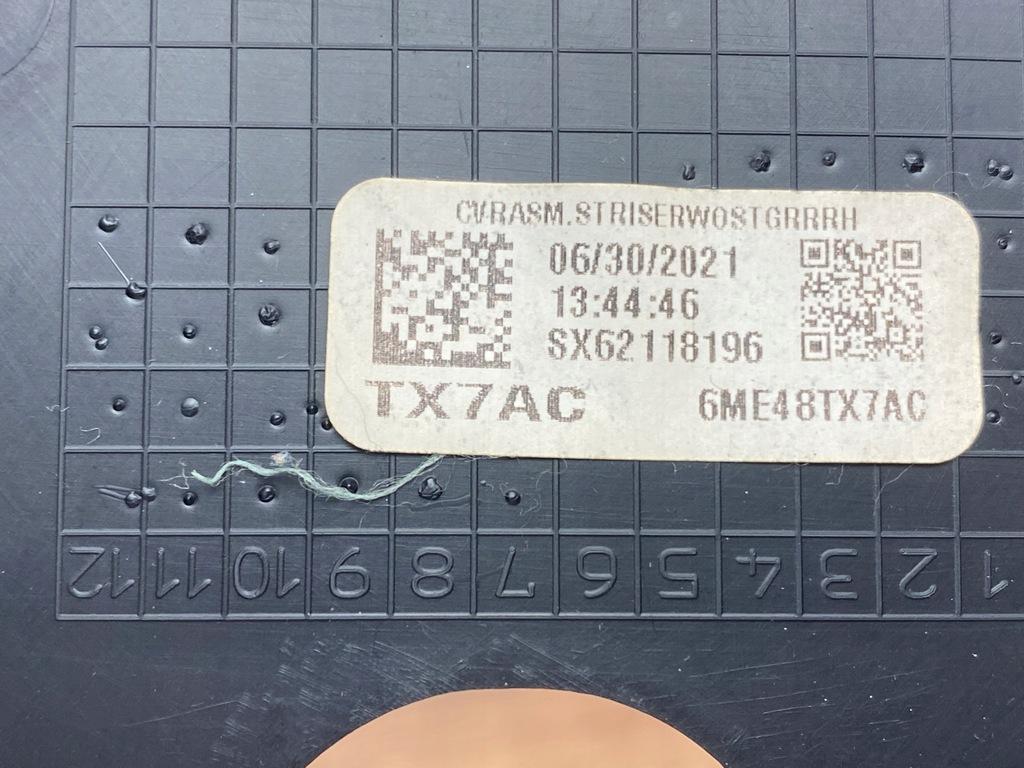 CVRASM.STRISERWOSTGRRRH
06/30/2021
13:44:46
SX62118196
TX7AC 6ME48TX7AC
12 11 10 9 8 7 6 5 4 3 2 1